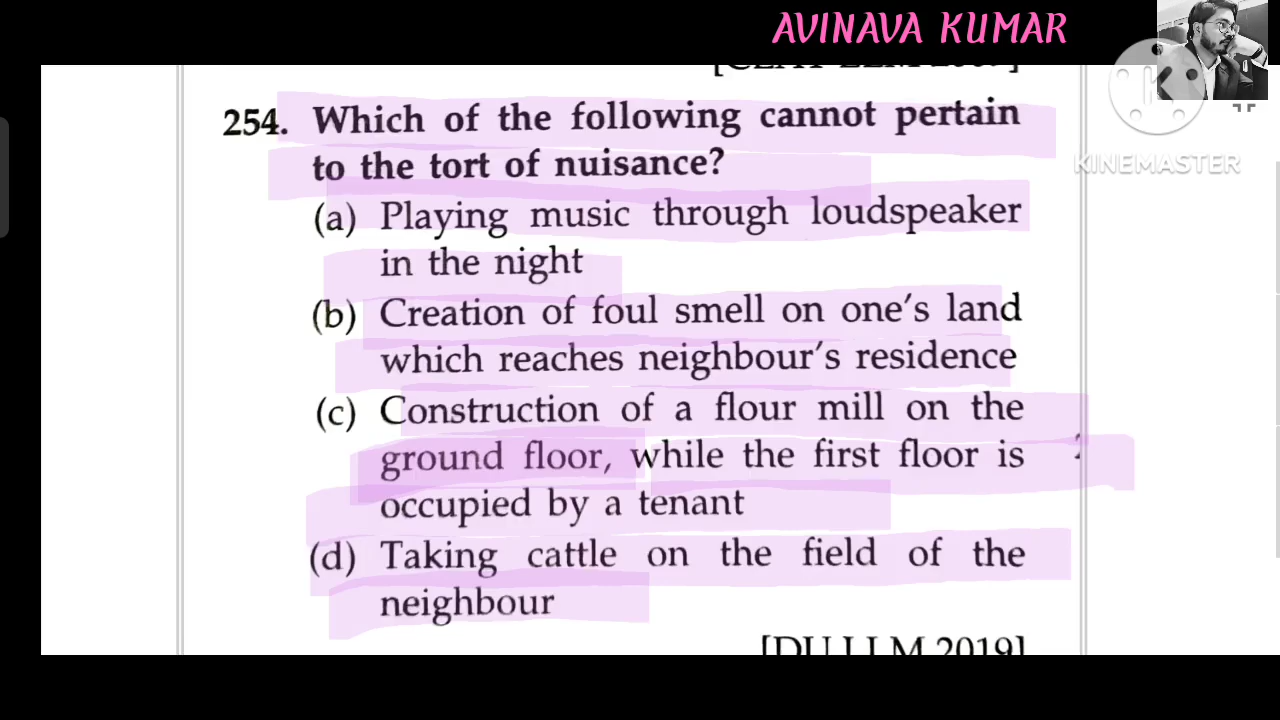 AVINAVA KUMAR
KINEMASTER
254. Which of the following cannot pertain
to the tort of nuisance?
(a) Playing music through loudspeaker
in the night
(b) Creation of foul smell on one's land
which reaches neighbour's residence
(c) Construction of a flour mill on the
ground floor, while the first floor is
occupied by a tenant
(d) Taking cattle on the field of the
neighbour
[DU LLM 2019]